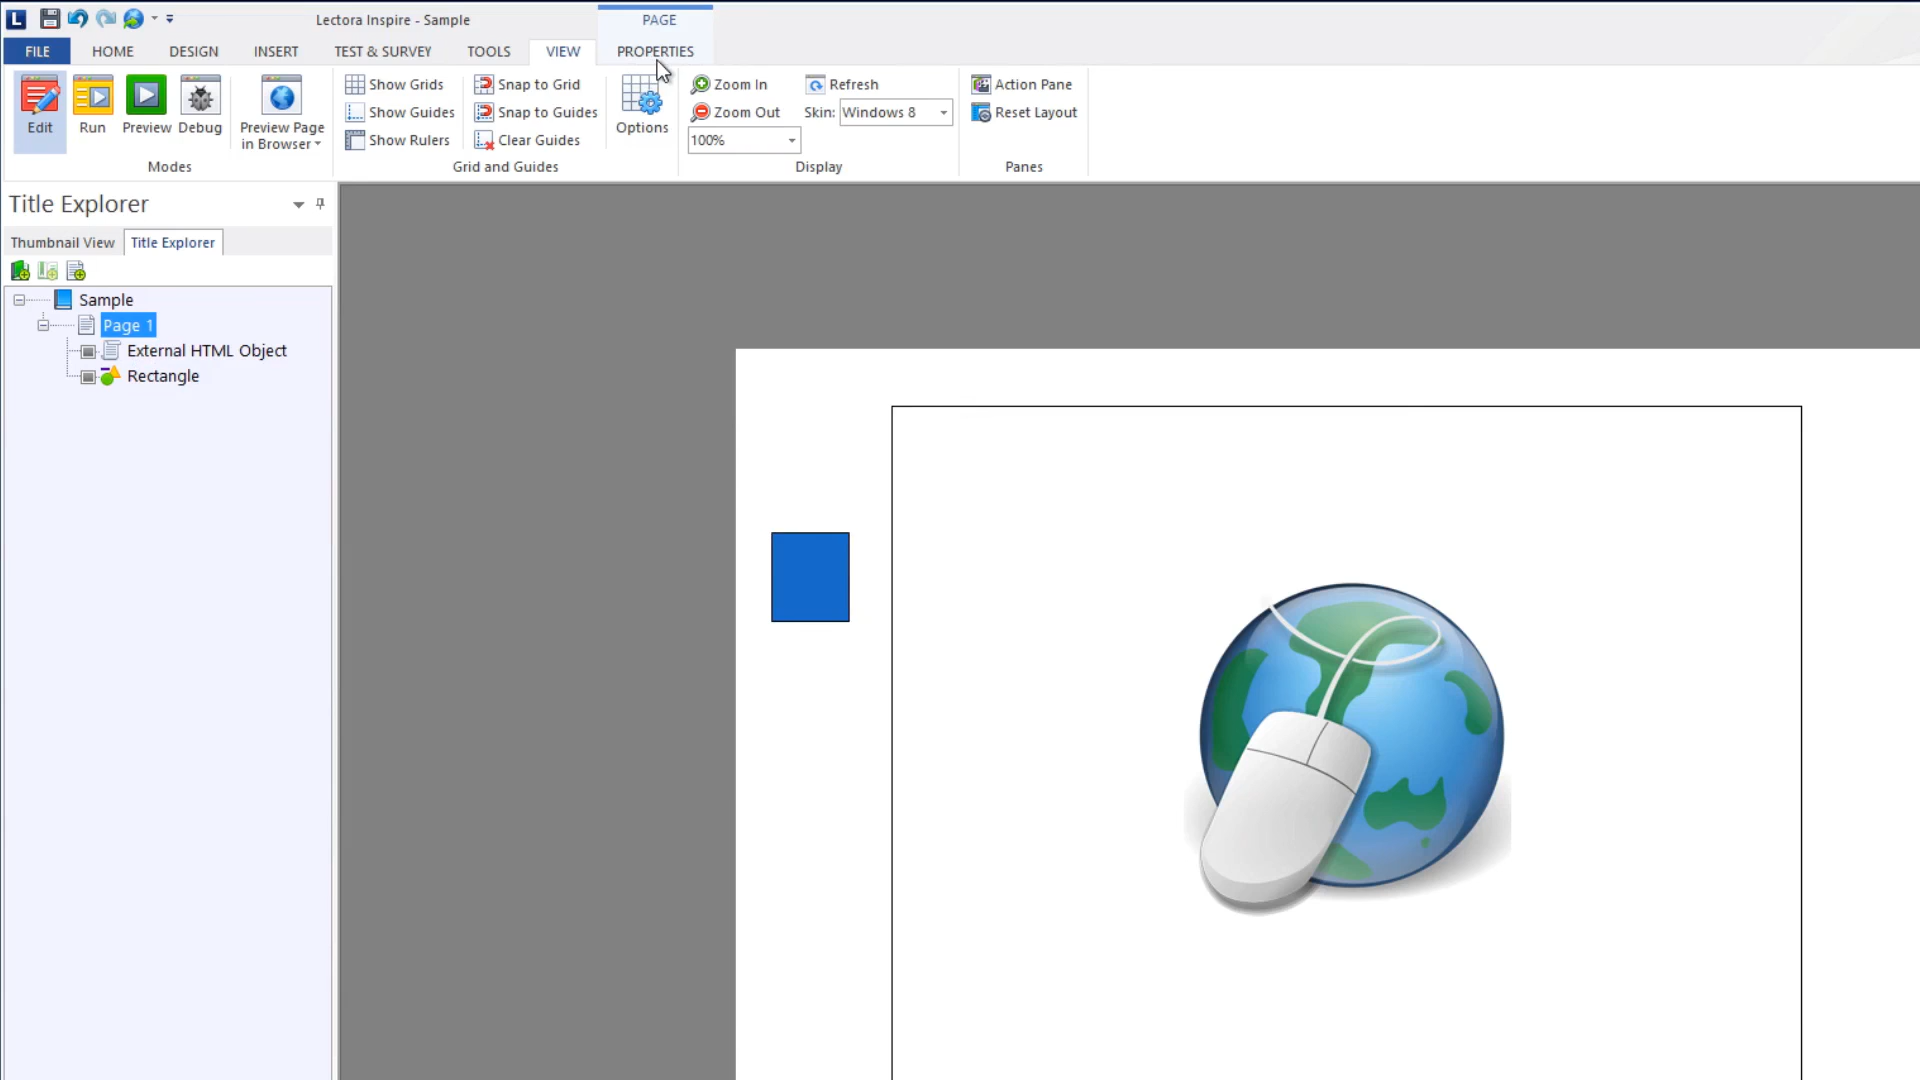 L Lectora Inspire - Sample PAGE
FILE HOME DESIGN INSERT TEST & SURVEY TOOLS VIEW PROPERTIES
Edit Run Preview Debug Preview Page
in Browser
Modes
Show Grids Snap to Grid
Show Guides Snap to Guides
Show Rulers Clear Guides
Options
Grid and Guides
Zoom In Refresh
Zoom Out Skin: Windows 8
100%
Display
Action Pane
Reset Layout
Panes
Title Explorer
Thumbnail View Title Explorer
Sample
Page 1
External HTML Object
Rectangle